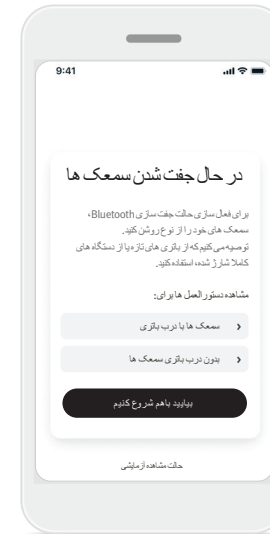 9:41
در حال جفت شدن سمعک ها
برای فعال سازی حالت جفت سازی Bluetooth،
سمعک های خود را از نوع روشن کنید.
توصیه می کنیم که از باتری های تازه یا از دستگاه های
کاملا شارژ شده، استفاده کنید.
مشاهده دستور العمل ها برای:
سمعک ها با درب باتری
بدون درب باتری سمعک ها
بیایید باهم شروع کنیم
حالت مشاهده آزمایشی